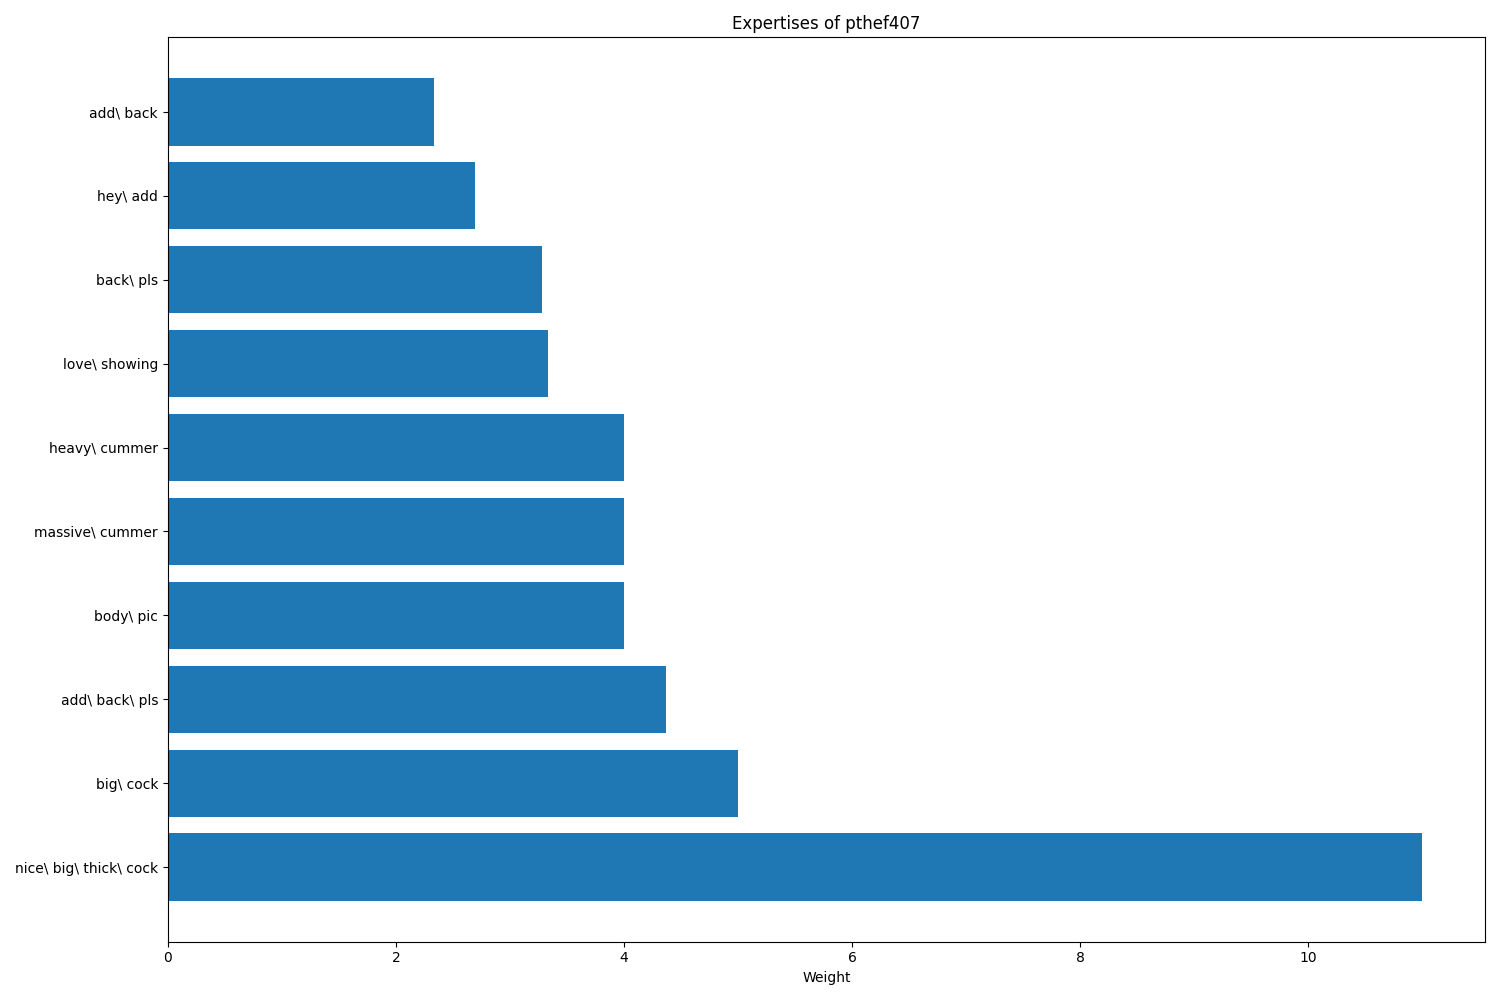 Expertises of pthef407
add\ back
hey\ add
back\ pls
love\ showing
heavy\ cummer
massive\ cummer
body\ pic
add\ back\ pls
big\ cock
nice\ big\ thick\ cock
0 2 4 6 8 10
Weight